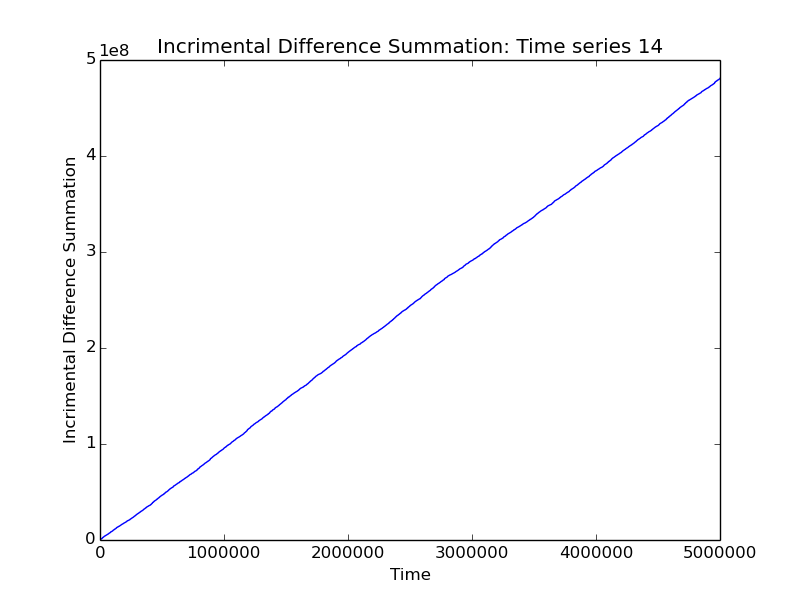 Incrimental Difference Summation: Time series 14
1e8
5
4
3
2
1
0
Incrimental Difference Summation
0 1000000 2000000 3000000 4000000 5000000
Time